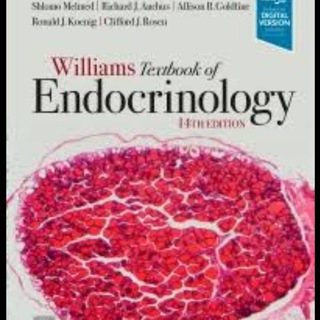 Shlomo Melmed | Richard J. Auchus | Allison B. Goldfine
Ronald J. Koenig | Clifford J. Rosen
DIGITAL
VERSION
Williams Textbook of
Endocrinology
14TH EDITION